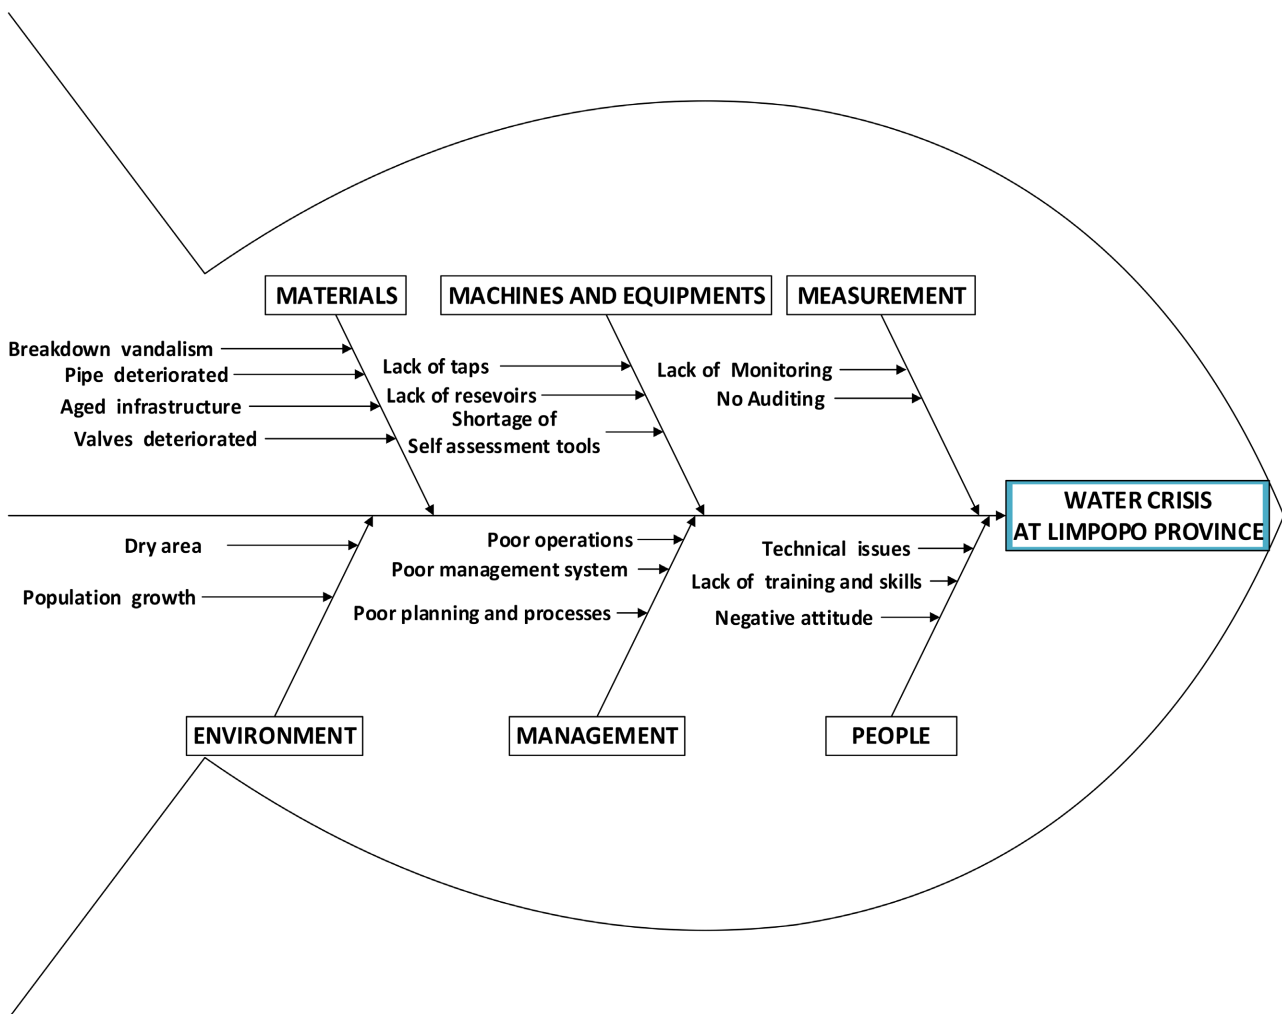 MATERIALS
MACHINES AND EQUIPMENTS
MEASUREMENT
Breakdown vandalism
Pipe deteriorated
Aged infrastructure
Valves deteriorated
Lack of taps
Lack of resevoirs
Shortage of
Self assessment tools
Lack of Monitoring
No Auditing
WATER CRISIS
AT LIMPOPO PROVINCE
Dry area
Population growth
Poor operations
Poor management system
Poor planning and processes
Technical issues
Lack of training and skills
Negative attitude
ENVIRONMENT
MANAGEMENT
PEOPLE